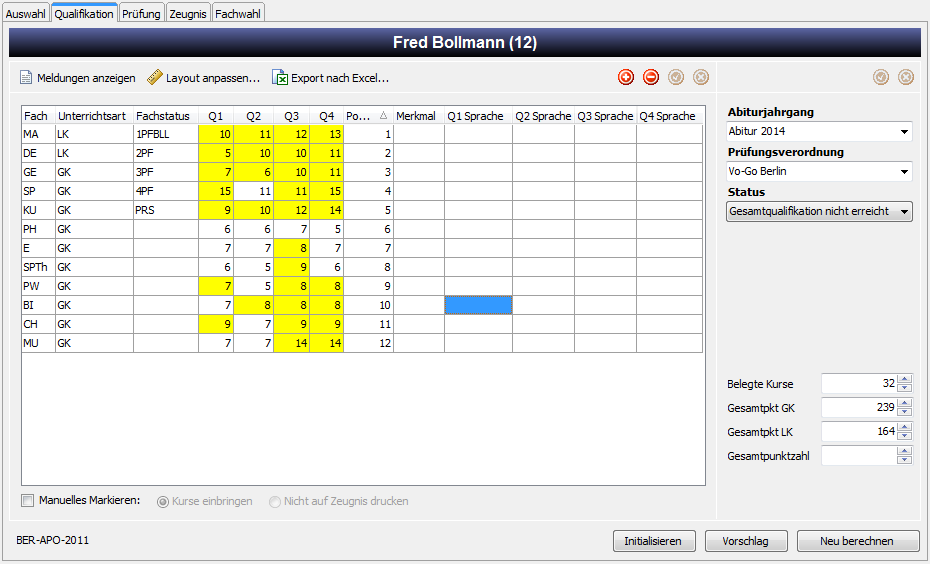 Auswahl Qualifikation Prüfung Zeugnis Fachwahl
Fred Bollmann (12)
Meldungen anzeigen Layout anpassen... Export nach Excel...
Fach Unterrichtsart Fachstatus Q1 Q2 Q3 Q4 Po... Merkmal Q1 Sprache Q2 Sprache Q3 Sprache Q4 Sprache
MA LK 1PFBLL 10 11 12 13 1
DE LK 2PF 5 10 10 11 2
GE GK 3PF 7 6 10 11 3
SP GK 4PF 15 11 11 15 4
KU GK PRS 9 10 12 14 5
PH GK 6 6 7 5 6
E GK 7 7 8 7 7
SPTh GK 6 5 9 6 8
PW GK 7 5 8 8 9
BI GK 7 8 8 8 10
CH GK 9 7 9 9 11
MU GK 7 7 14 14 12
Manuelles Markieren: Kurse einbringen Nicht auf Zeugnis drucken
Abiturjahrgang
Abitur 2014
Prüfungsverordnung
Vo-Go Berlin
Status
Gesamtqualifikation nicht erreicht
Belegte Kurse 32
Gesamtpkt GK 239
Gesamtpkt LK 164
Gesamtpunktzahl
BER-APO-2011 Initialisieren Vorschlag Neu berechnen